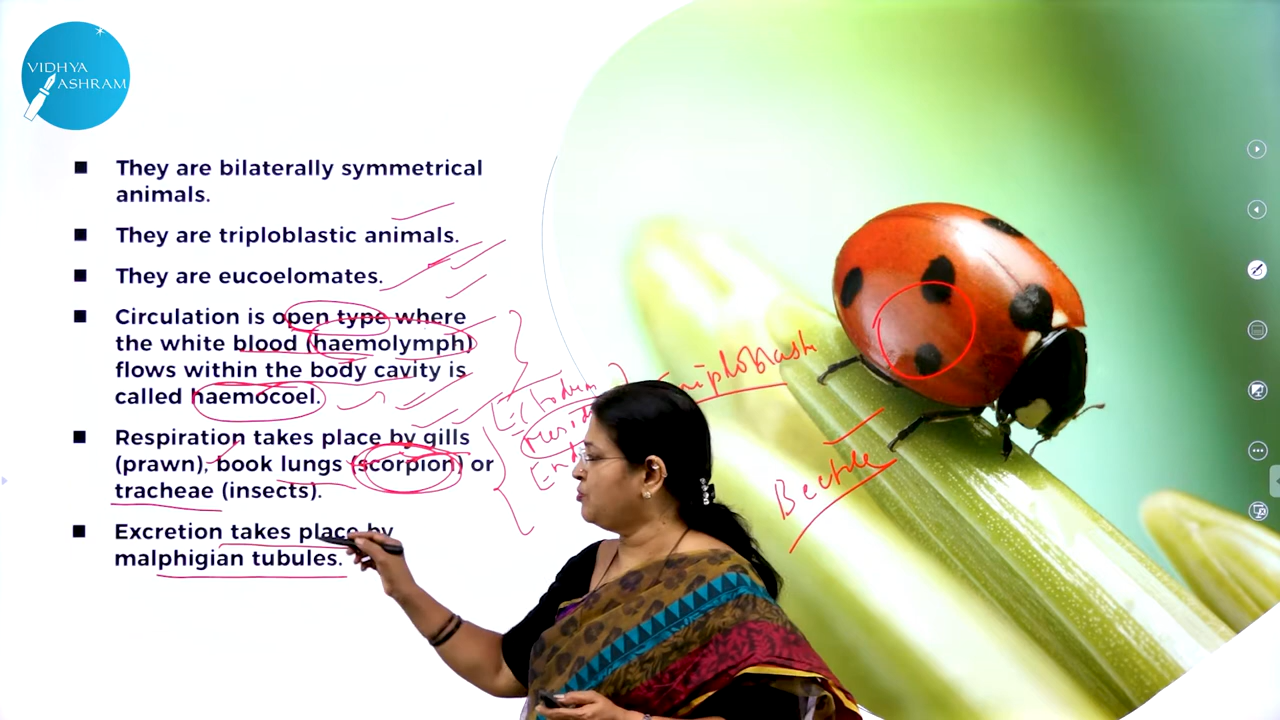 VIDHYA
ASHRAM
■ They are bilaterally symmetrical
animals.
■ They are triploblastic animals.
■ They are eucoelomates.
■ Circulation is open type where
the white blood (haemolymph)
flows within the body cavity is
called haemocoel.
■ Respiration takes place by gills
(prawn), book lungs (scorpion) or
tracheae (insects).
■ Excretion takes place by
malphigian tubules.
Ectoderm
Beetle